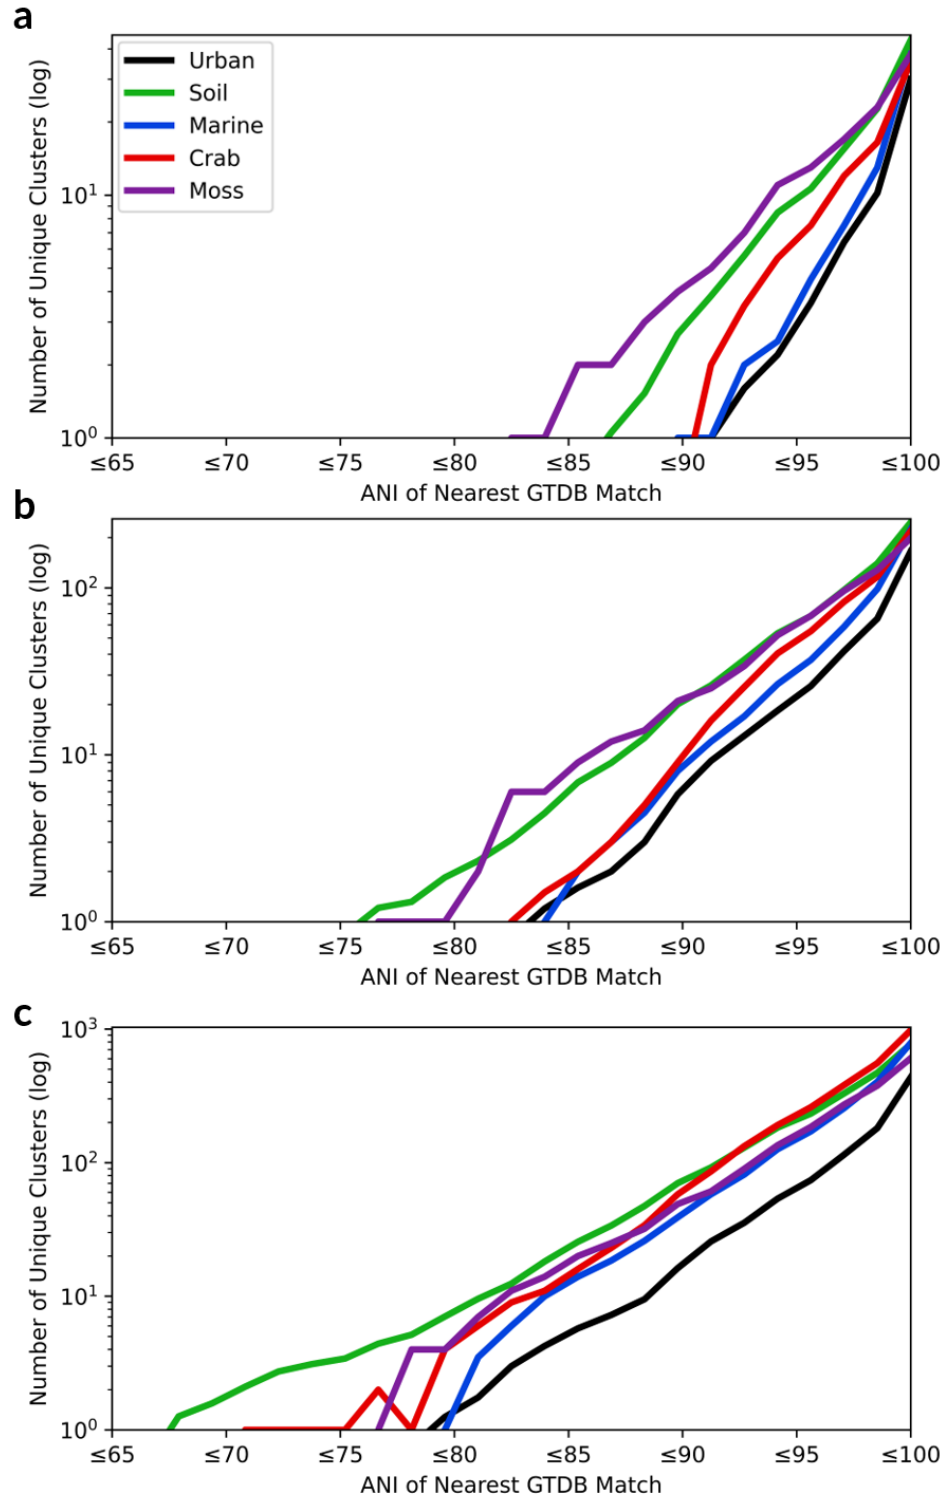 a
Urban
Soil
Marine
Crab
Moss
Number of Unique Clusters (log)
10¹
10⁰
≤65 ≤70 ≤75 ≤80 ≤85 ≤90 ≤95 ≤100
ANI of Nearest GTDB Match
b
Number of Unique Clusters (log)
10²
10¹
10⁰
≤65 ≤70 ≤75 ≤80 ≤85 ≤90 ≤95 ≤100
ANI of Nearest GTDB Match
c
Number of Unique Clusters (log)
10³
10²
10¹
10⁰
≤65 ≤70 ≤75 ≤80 ≤85 ≤90 ≤95 ≤100
ANI of Nearest GTDB Match